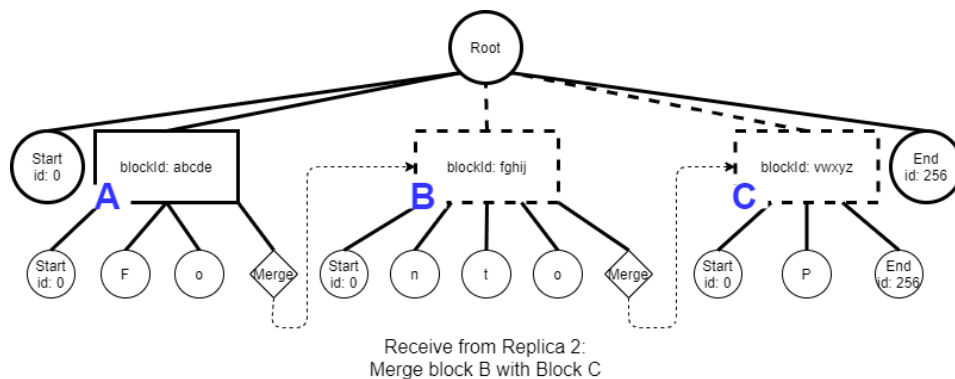 Root
Start
id: 0
blockId: abcde
blockId: fghij
blockId: vwxyz
End
id: 256
A
B
C
Start
id: 0
F
o
Merge
Start
id: 0
n
t
o
Merge
Start
id: 0
P
End
id: 256
Receive from Replica 2:
Merge block B with Block C